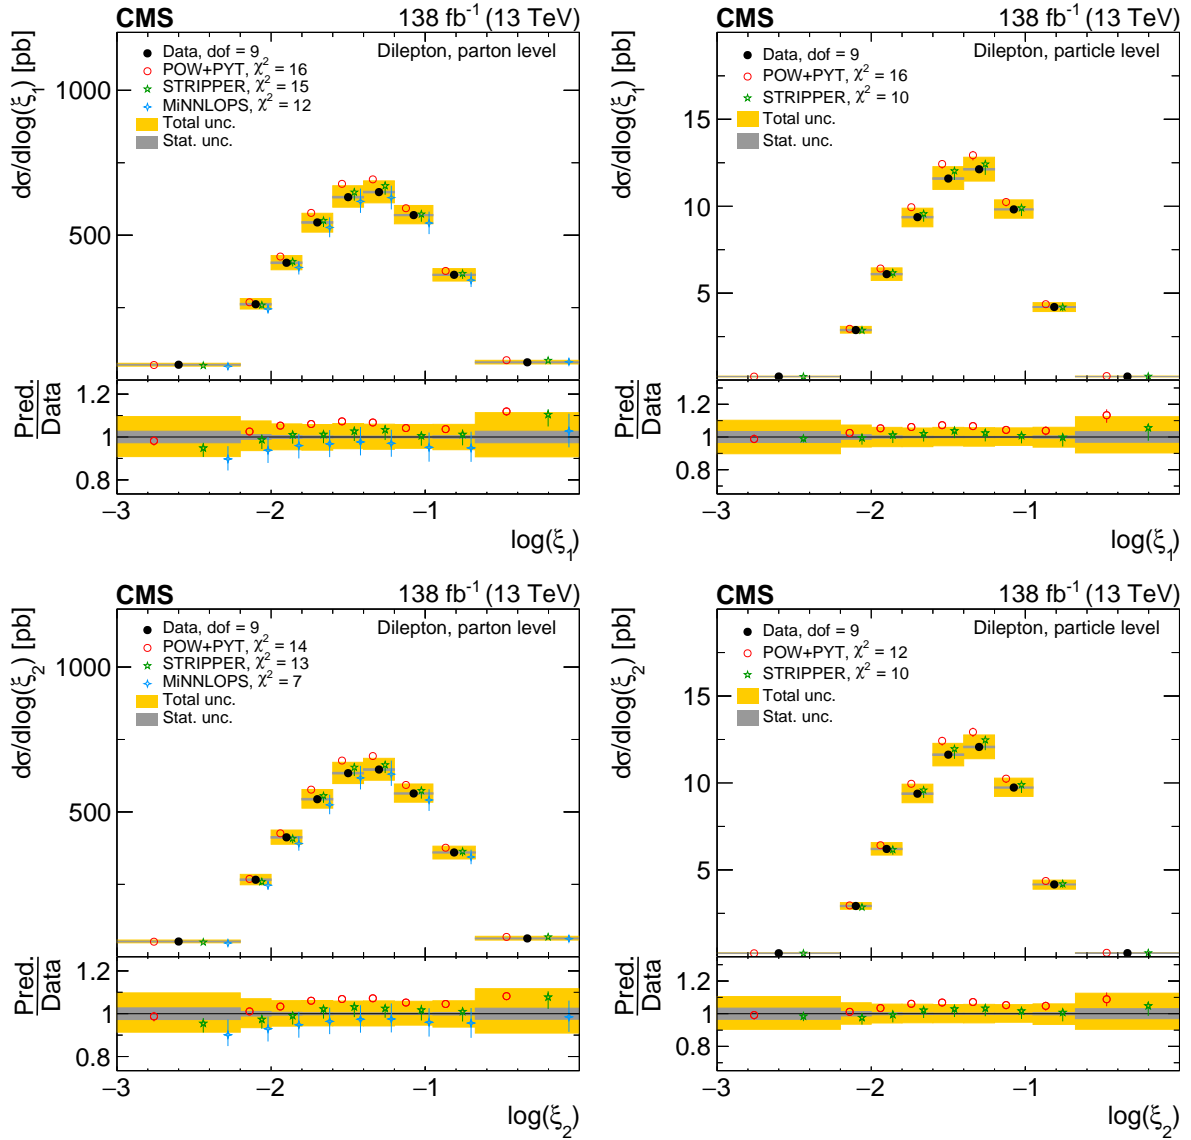 CMS 138 fb⁻¹ (13 TeV)
dσ/dlog(ξ₁) [pb]
Dilepton, parton level
Data, dof = 9
POW+PYT, χ² = 16
STRIPPER, χ² = 15
MiNNLOPS, χ² = 12
Total unc.
Stat. unc.
1000
500
Pred.
Data
1.2
1
0.8
−3 −2 −1
log(ξ₁)
CMS 138 fb⁻¹ (13 TeV)
dσ/dlog(ξ₁) [pb]
Dilepton, particle level
Data, dof = 9
POW+PYT, χ² = 16
STRIPPER, χ² = 10
Total unc.
Stat. unc.
15
10
5
Pred.
Data
1.2
1
0.8
−3 −2 −1
log(ξ₁)
CMS 138 fb⁻¹ (13 TeV)
dσ/dlog(ξ₂) [pb]
Dilepton, parton level
Data, dof = 9
POW+PYT, χ² = 14
STRIPPER, χ² = 13
MiNNLOPS, χ² = 7
Total unc.
Stat. unc.
1000
500
Pred.
Data
1.2
1
0.8
−3 −2 −1
log(ξ₂)
CMS 138 fb⁻¹ (13 TeV)
dσ/dlog(ξ₂) [pb]
Dilepton, particle level
Data, dof = 9
POW+PYT, χ² = 12
STRIPPER, χ² = 10
Total unc.
Stat. unc.
15
10
5
Pred.
Data
1.2
1
0.8
−3 −2 −1
log(ξ₂)